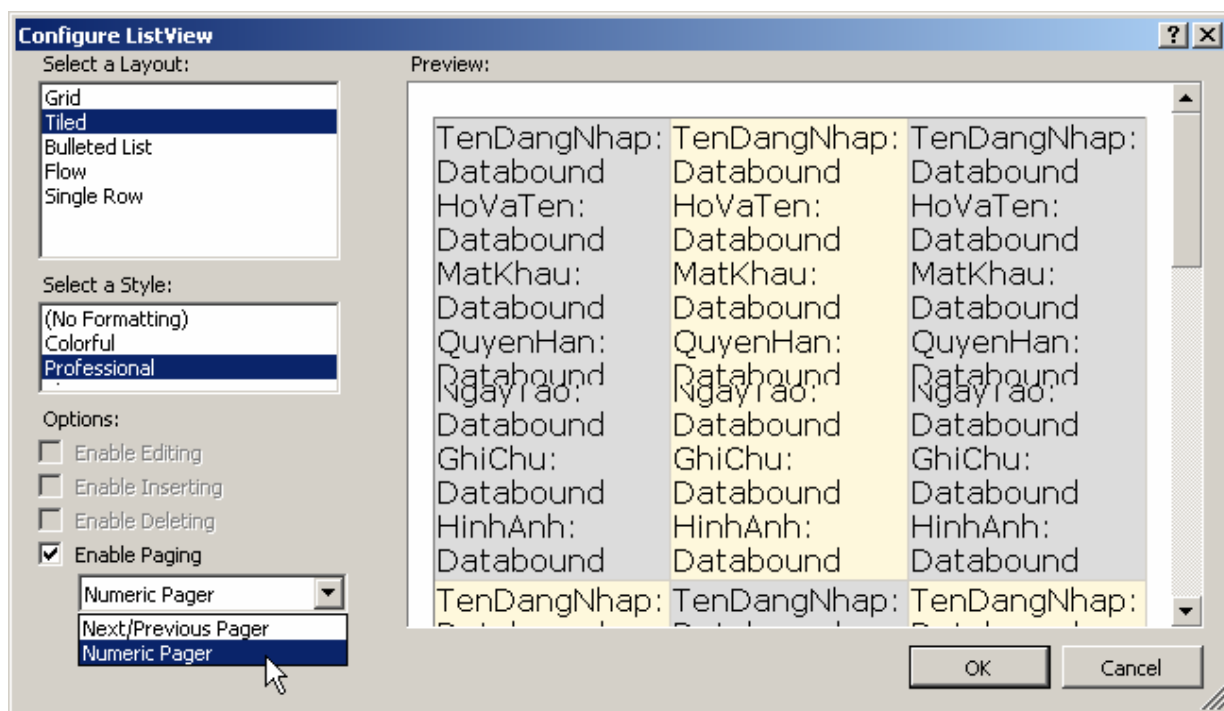 Configure ListView
Select a Layout:
Grid
Tiled
Bulleted List
Flow
Single Row
Select a Style:
(No Formatting)
Colorful
Professional
Options:
Enable Editing
Enable Inserting
Enable Deleting
Enable Paging
Numeric Pager
Next/Previous Pager
Numeric Pager
Preview:
TenDangNhap: TenDangNhap: TenDangNhap:
Databound Databound Databound
HoVaTen: HoVaTen: HoVaTen:
Databound Databound Databound
MatKhau: MatKhau: MatKhau:
Databound Databound Databound
QuyenHan: QuyenHan: QuyenHan:
Databound Databound Databound
NgayTao: NgayTao: NgayTao:
Databound Databound Databound
GhiChu: GhiChu: GhiChu:
Databound Databound Databound
HinhAnh: HinhAnh: HinhAnh:
Databound Databound Databound
TenDangNhap: TenDangNhap: TenDangNhap:
OK Cancel